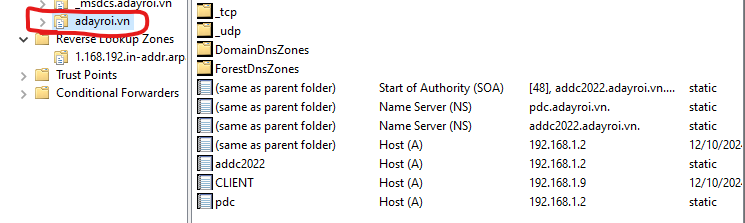 _msdcs.adayroi.vn
adayroi.vn
Reverse Lookup Zones
1.168.192.in-addr.arp
Trust Points
Conditional Forwarders
_tcp
_udp
DomainDnsZones
ForestDnsZones
(same as parent folder) Start of Authority (SOA) [48], addc2022.adayroi.vn.... static
(same as parent folder) Name Server (NS) pdc.adayroi.vn. static
(same as parent folder) Name Server (NS) addc2022.adayroi.vn. static
(same as parent folder) Host (A) 192.168.1.2 12/10/202
addc2022 Host (A) 192.168.1.2 static
CLIENT Host (A) 192.168.1.9 12/10/202
pdc Host (A) 192.168.1.2 static